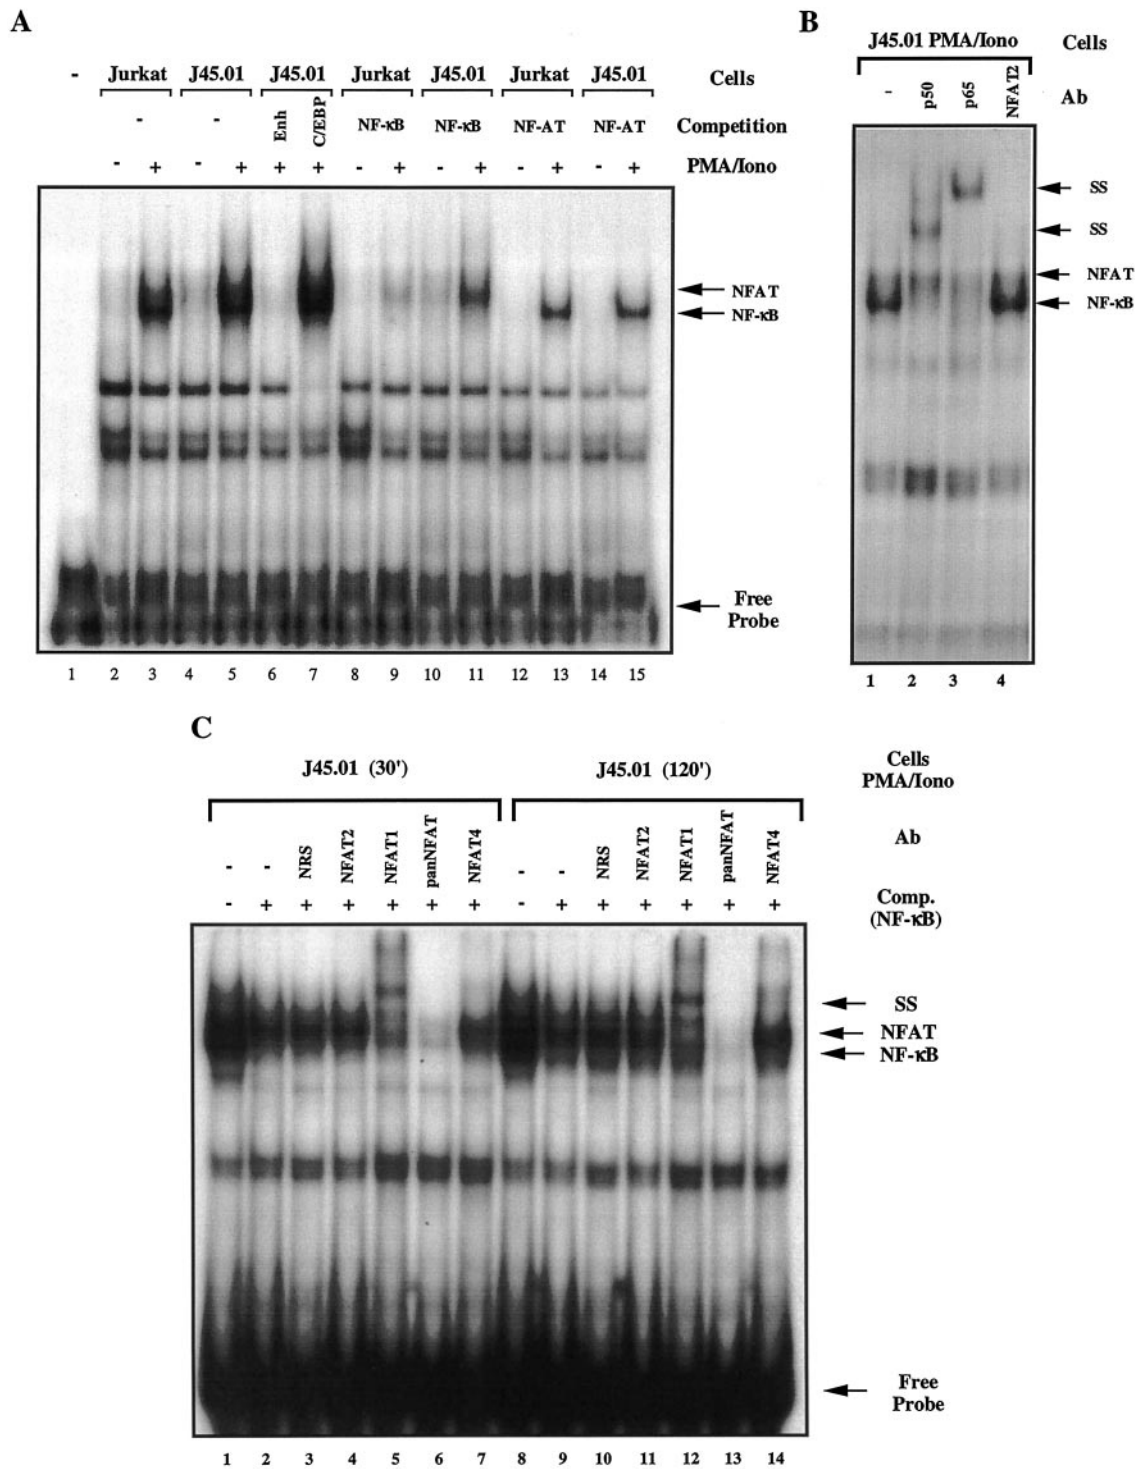 A
- Jurkat J45.01 J45.01 Jurkat J45.01 Jurkat J45.01 Cells
- - Enh C/EBP NF-κB NF-κB NF-AT NF-AT Competition
- + - + + + - + - + - + - + PMA/Iono
NFAT
NF-κB
Free
Probe
1 2 3 4 5 6 7 8 9 10 11 12 13 14 15
B
J45.01 PMA/Iono Cells
- p50 p65 NFAT2 Ab
SS
SS
NFAT
NF-κB
1 2 3 4
C
J45.01 (30') J45.01 (120') Cells
PMA/Iono
- - NRS NFAT2 NFAT1 panNFAT NFAT4 - - NRS NFAT2 NFAT1 panNFAT NFAT4 Ab
- + + + + + + - + + + + + + Comp.
(NF-κB)
SS
NFAT
NF-κB
Free
Probe
1 2 3 4 5 6 7 8 9 10 11 12 13 14